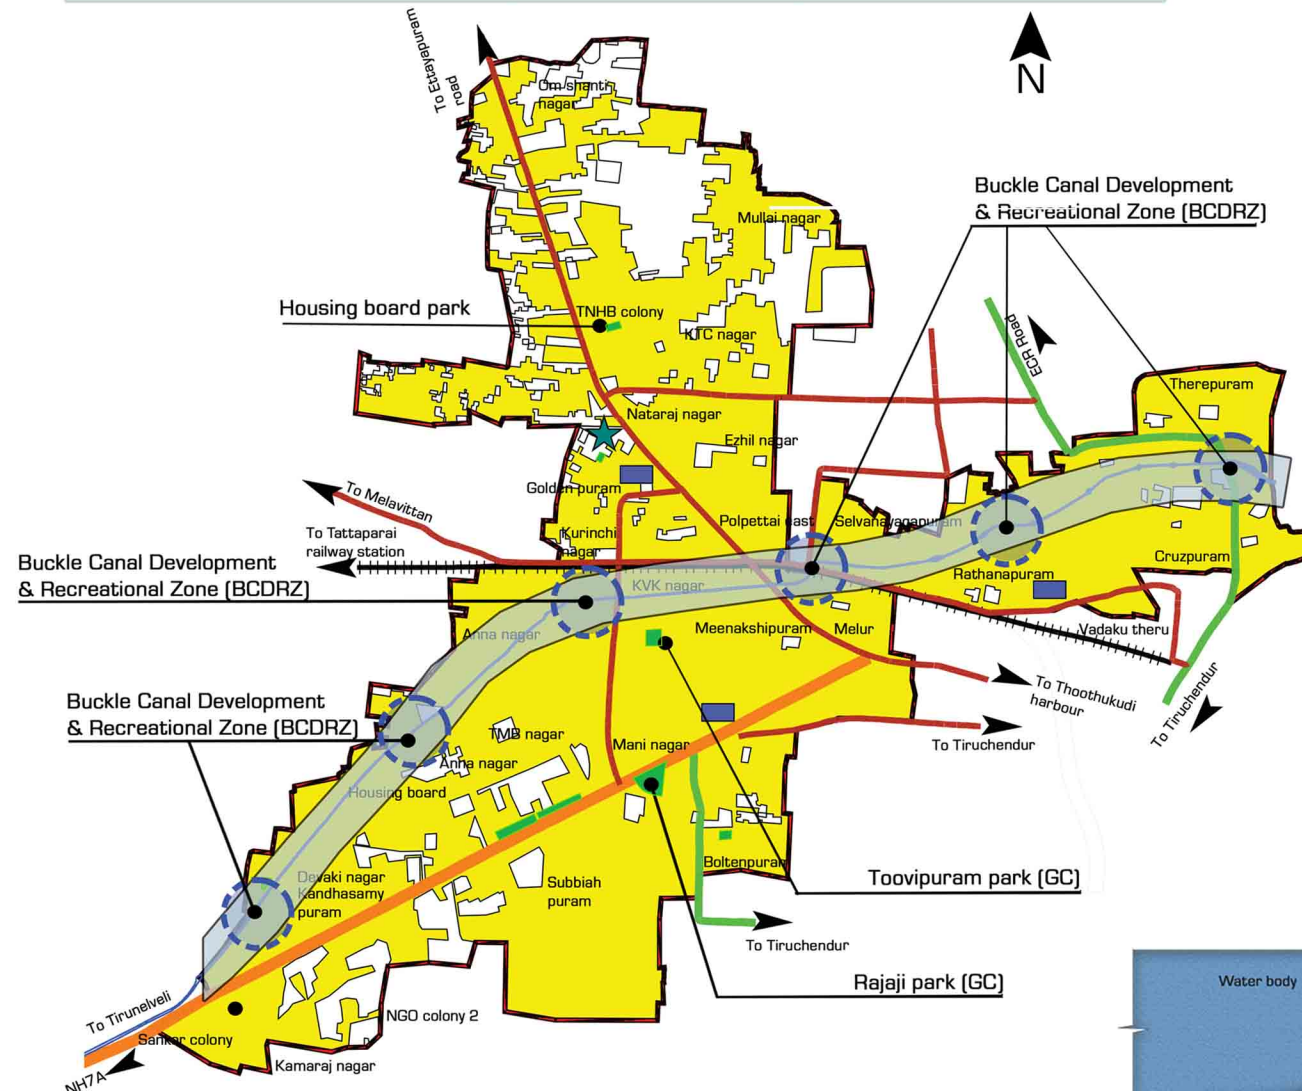 To Ettayapuram
road
Om shanti
nagar
N
Buckle Canal Development
& Recreational Zone (BCDRZ)
Mullai nagar
Housing board park
TNHB colony
KTC nagar
ECR Road
Therepuram
Nataraj nagar
Ezhil nagar
Golden puram
To Melavittan
Polpettai east
Selvanayagapuram
To Tattaparai
railway station
Kurinchi
nagar
Buckle Canal Development
& Recreational Zone (BCDRZ)
KVK nagar
Rathanapuram
Cruzpuram
Anna nagar
Meenakshipuram
Melur
Vadaku theru
To Thoothukudi
harbour
To Tiruchendur
Buckle Canal Development
& Recreational Zone (BCDRZ)
TMB nagar
Mani nagar
To Tiruchendur
Anna nagar
Housing board
Boltenpuram
Toovipuram park (GC)
Devaki nagar
Kandhasamy
puram
Subbiah
puram
To Tiruchendur
Rajaji park (GC)
Water body
To Tirunelveli
NGO colony 2
Sankar colony
Kamaraj nagar
NH7A